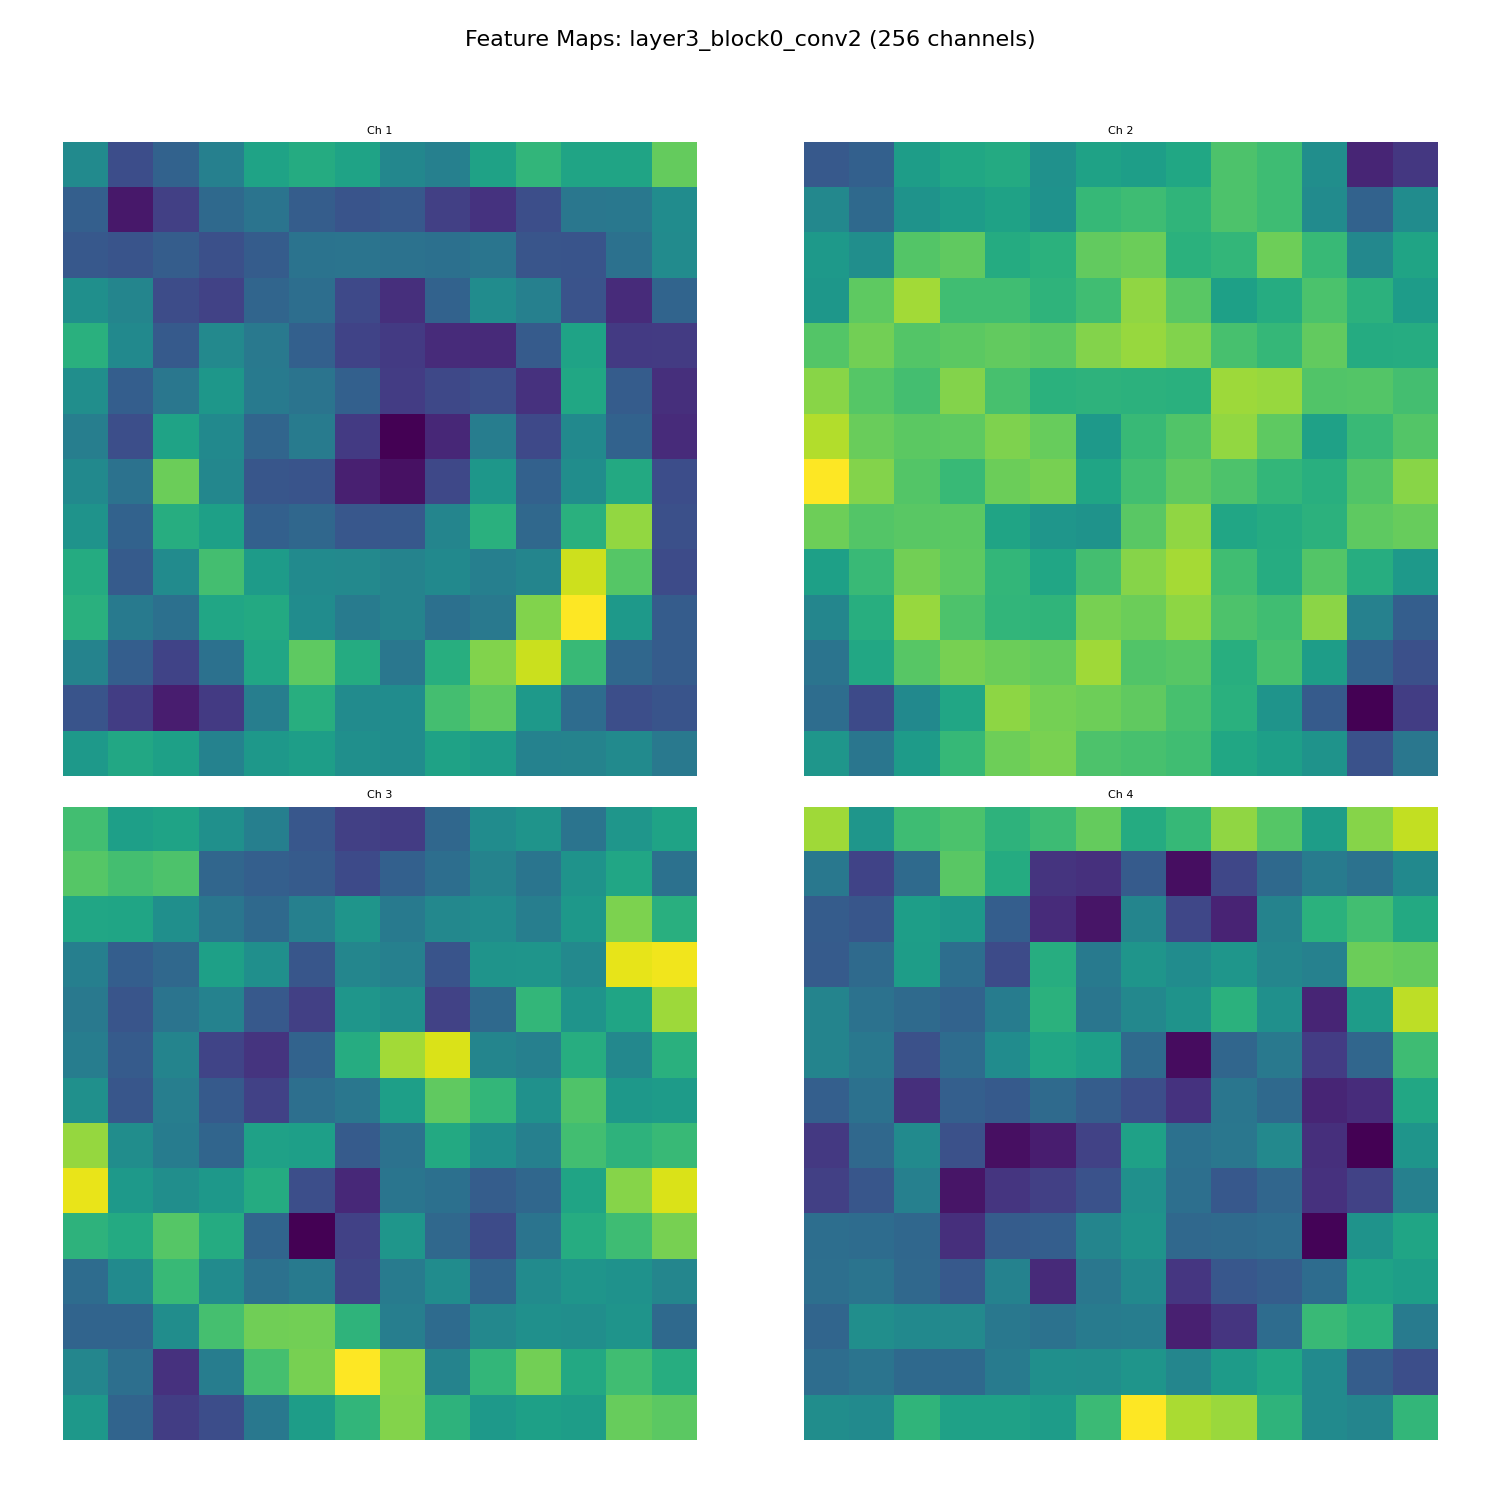 Feature Maps: layer3_block0_conv2 (256 channels)
Ch 1
Ch 2
Ch 3
Ch 4